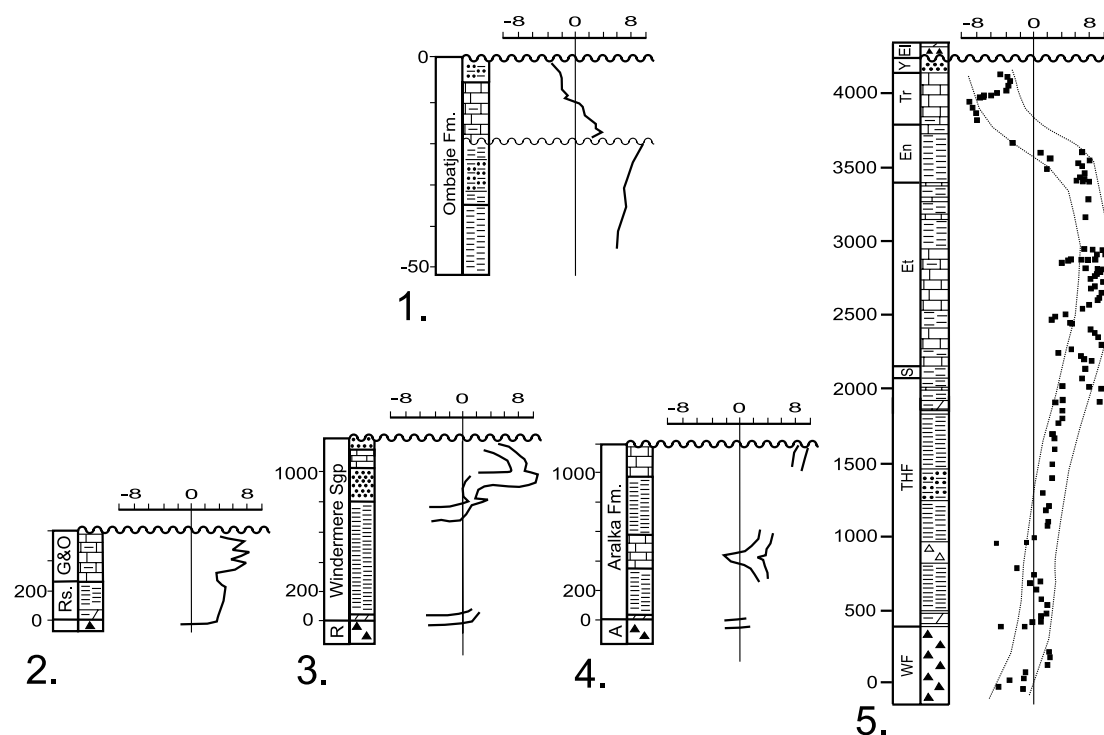 -8 0 8
0
Ombatje Fm.
-50
1.
-8 0 8
G&O
Rs.
200
0
2.
-8 0 8
1000
Windermere Sgp
200
0
R
3.
-8 0 8
1000
Aralka Fm.
200
0
A
4.
-8 0 8
El
Y
4000
Tr
En
3500
3000
Et
2500
S
2000
1500
THF
1000
500
WF
0
5.